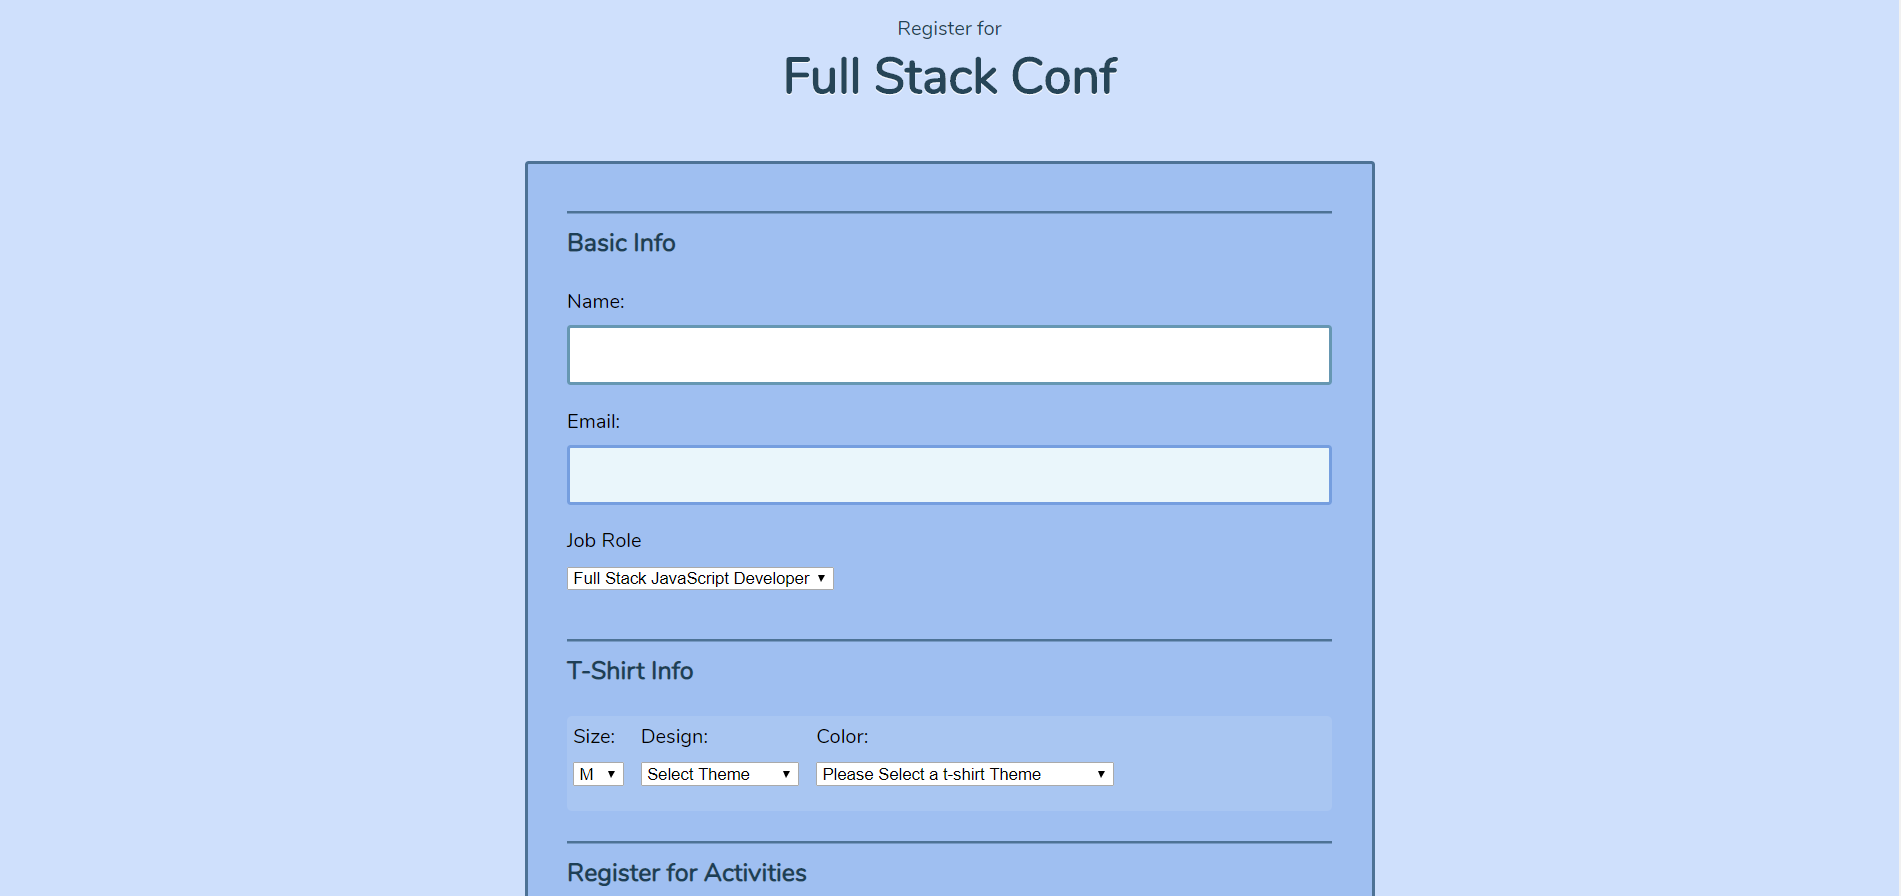 Register for
Full Stack Conf
Basic Info
Name:
Email:
Job Role
Full Stack JavaScript Developer
T-Shirt Info
Size: Design: Color:
M Select Theme Please Select a t-shirt Theme
Register for Activities